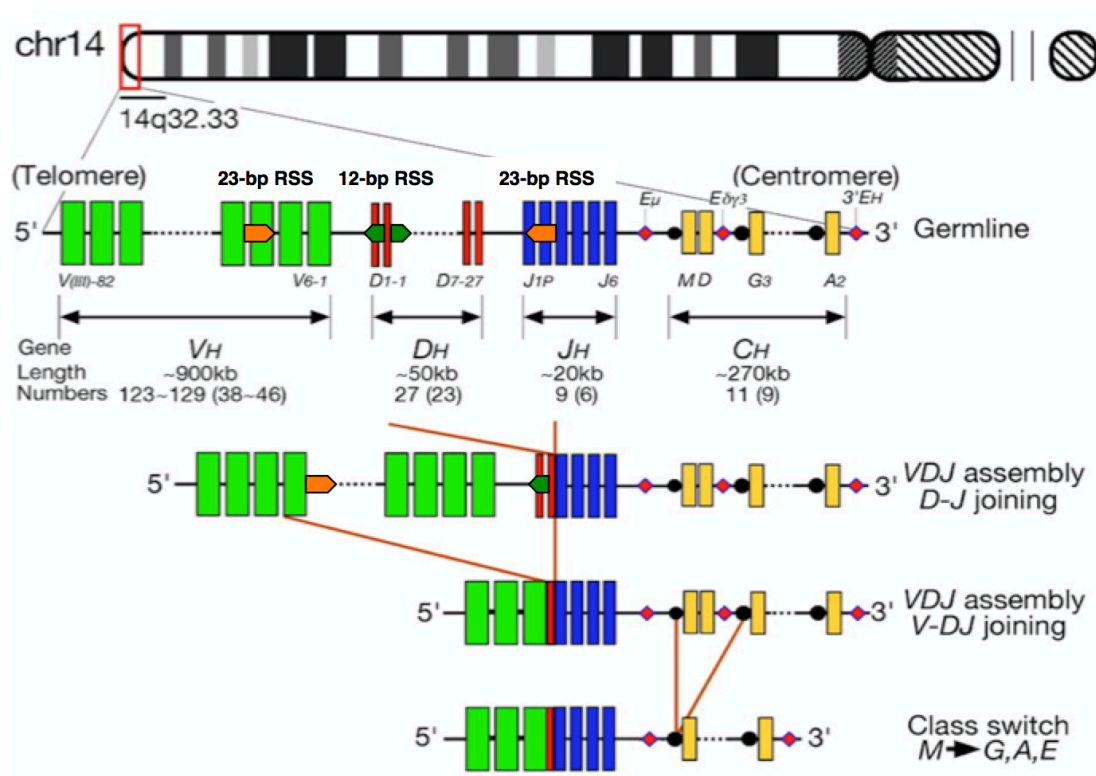 chr14
14q32.33
(Telomere) 23-bp RSS 12-bp RSS 23-bp RSS (Centromere)
Eμ Eδγ3 3'EH
5' 3' Germline
V(III)-82 V6-1 D1-1 D7-27 J1P J6 M D G3 A2
Gene VH DH JH CH
Length ~900kb ~50kb ~20kb ~270kb
Numbers 123~129 (38~46) 27 (23) 9 (6) 11 (9)
5' 3' VDJ assembly
D-J joining
5' 3' VDJ assembly
V-DJ joining
5' 3' Class switch
M➔G,A,E